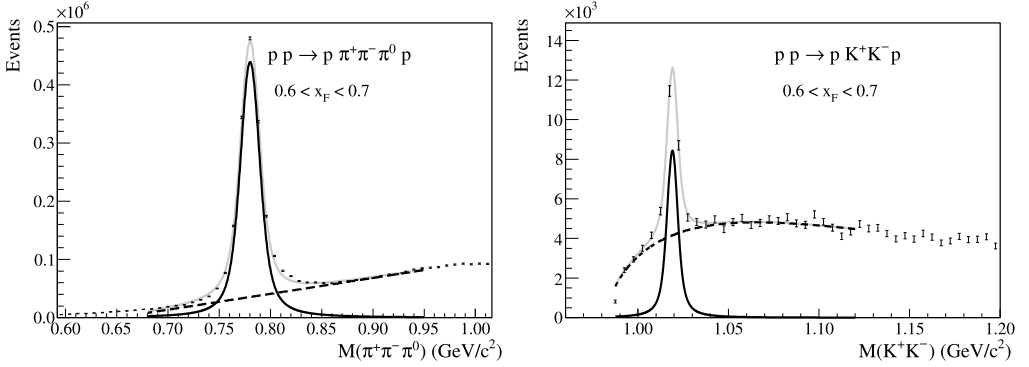 ×10⁶
Events
0.5
0.4
0.3
0.2
0.1
0.0
p p → p π⁺π⁻π⁰ p
0.6 < x_F < 0.7
0.60 0.65 0.70 0.75 0.80 0.85 0.90 0.95 1.00
M(π⁺π⁻π⁰) (GeV/c²)
×10³
Events
14
12
10
8
6
4
2
0
p p → p K⁺K⁻p
0.6 < x_F < 0.7
1.00 1.05 1.10 1.15 1.20
M(K⁺K⁻) (GeV/c²)